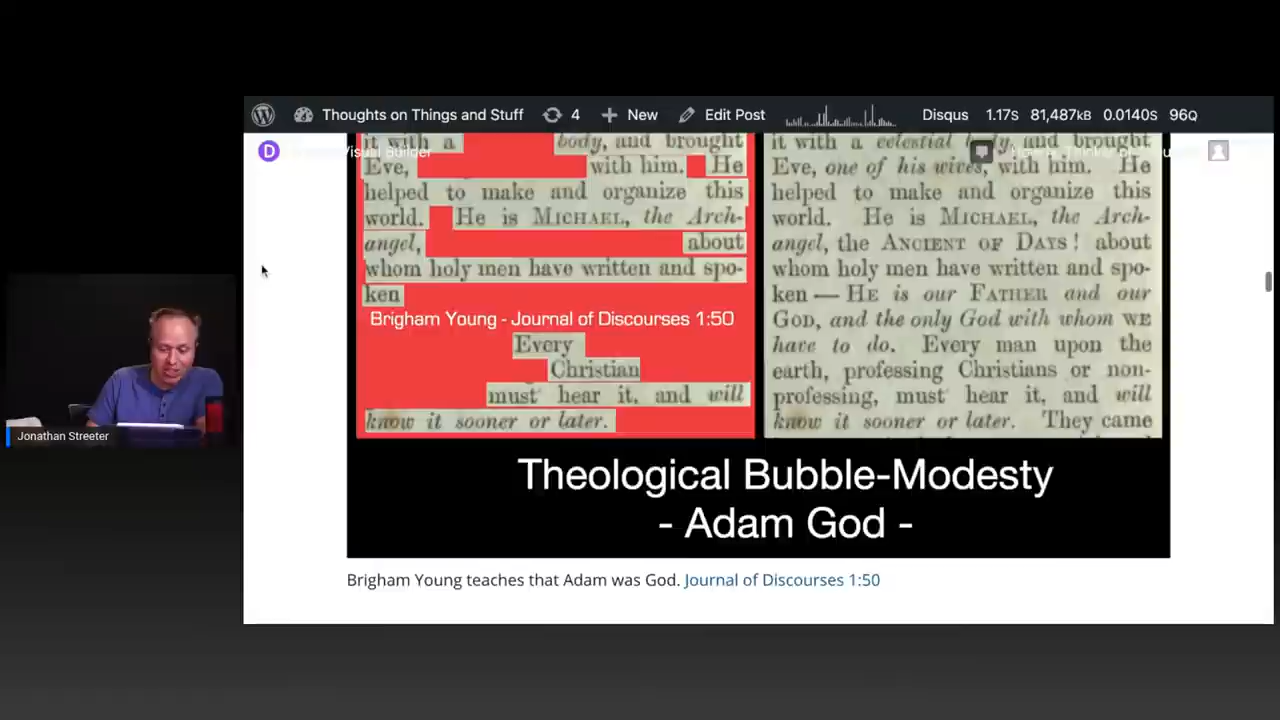 Thoughts on Things and Stuff 4 New Edit Post Disqus 1.17s 81,487kB 0.0140s 96Q
D Visual Builder
it with a body, and brought
Eve, with him. He
helped to make and organize this
world. He is MICHAEL, the Arch-
angel, about
whom holy men have written and spo-
ken
Brigham Young - Journal of Discourses 1:50
Every
Christian
must hear it, and will
know it sooner or later.
it with a celestial body, and brought
Eve, one of his wives, with him. He
helped to make and organize this
world. He is MICHAEL, the Arch-
angel, the ANCIENT OF DAYS! about
whom holy men have written and spo-
ken — HE is our FATHER and our
GOD, and the only God with whom WE
have to do. Every man upon the
earth, professing Christians or non-
professing, must hear it, and will
know it sooner or later. They came
Theological Bubble-Modesty
- Adam God -
Brigham Young teaches that Adam was God. Journal of Discourses 1:50
Jonathan Streeter